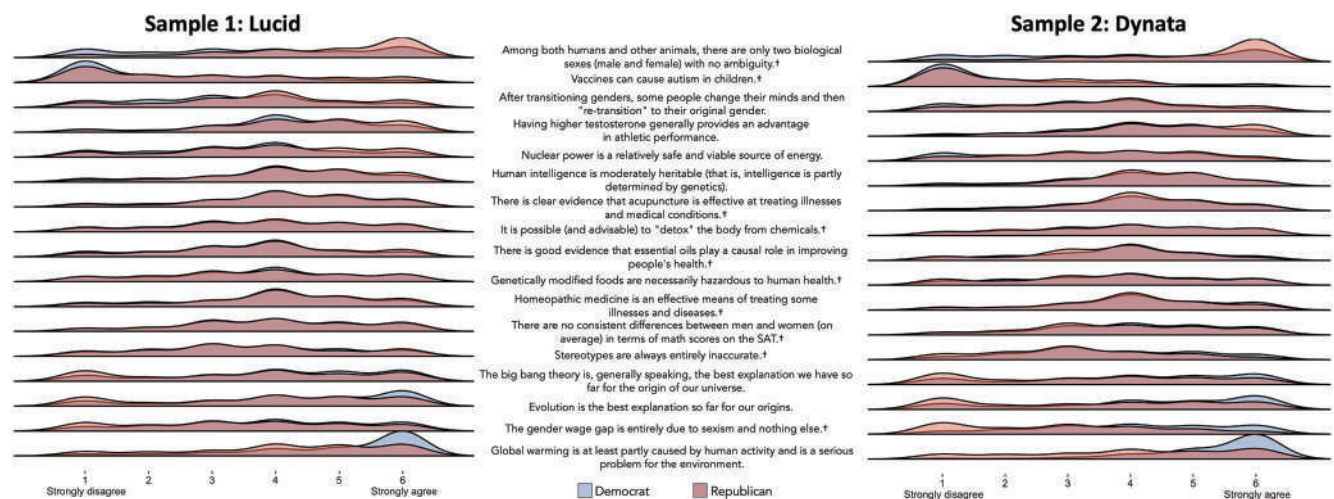 Sample 1: Lucid
Sample 2: Dynata
Among both humans and other animals, there are only two biological
sexes (male and female) with no ambiguity.†
Vaccines can cause autism in children.†
After transitioning genders, some people change their minds and then
"re-transition" to their original gender.
Having higher testosterone generally provides an advantage
in athletic performance.
Nuclear power is a relatively safe and viable source of energy.
Human intelligence is moderately heritable (that is, intelligence is partly
determined by genetics).
There is clear evidence that acupuncture is effective at treating illnesses
and medical conditions.†
It is possible (and advisable) to "detox" the body from chemicals.†
There is good evidence that essential oils play a causal role in improving
people's health.†
Genetically modified foods are necessarily hazardous to human health.†
Homeopathic medicine is an effective means of treating some
illnesses and diseases.†
There are no consistent differences between men and women (on
average) in terms of math scores on the SAT.†
Stereotypes are always entirely inaccurate.†
The big bang theory is, generally speaking, the best explanation we have so
far for the origin of our universe.
Evolution is the best explanation so far for our origins.
The gender wage gap is entirely due to sexism and nothing else.†
Global warming is at least partly caused by human activity and is a serious
problem for the environment.
1 2 3 4 5 6
Strongly disagree Strongly agree
Democrat Republican
1 2 3 4 5 6
Strongly disagree Strongly agree